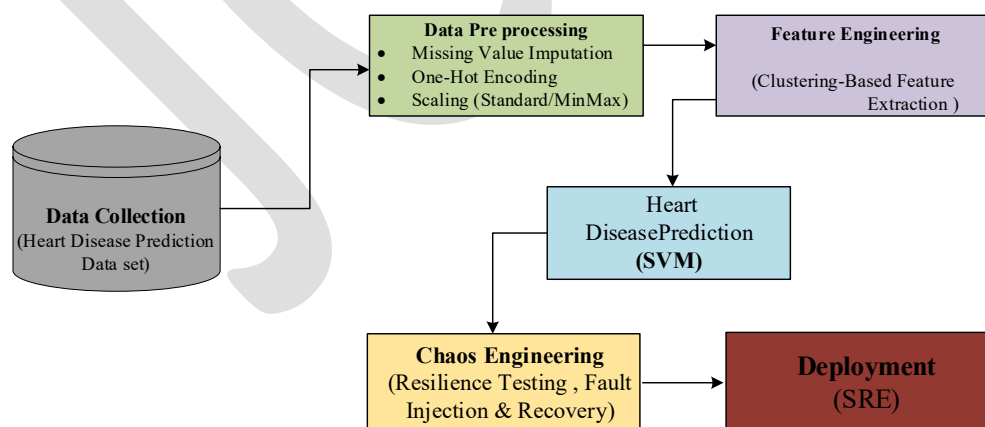 Data Pre processing
• Missing Value Imputation
• One-Hot Encoding
• Scaling (Standard/MinMax)
Feature Engineering
(Clustering-Based Feature
Extraction )
Data Collection
(Heart Disease Prediction
Data set)
Heart
DiseasePrediction
(SVM)
Chaos Engineering
(Resilience Testing , Fault
Injection & Recovery)
Deployment
(SRE)